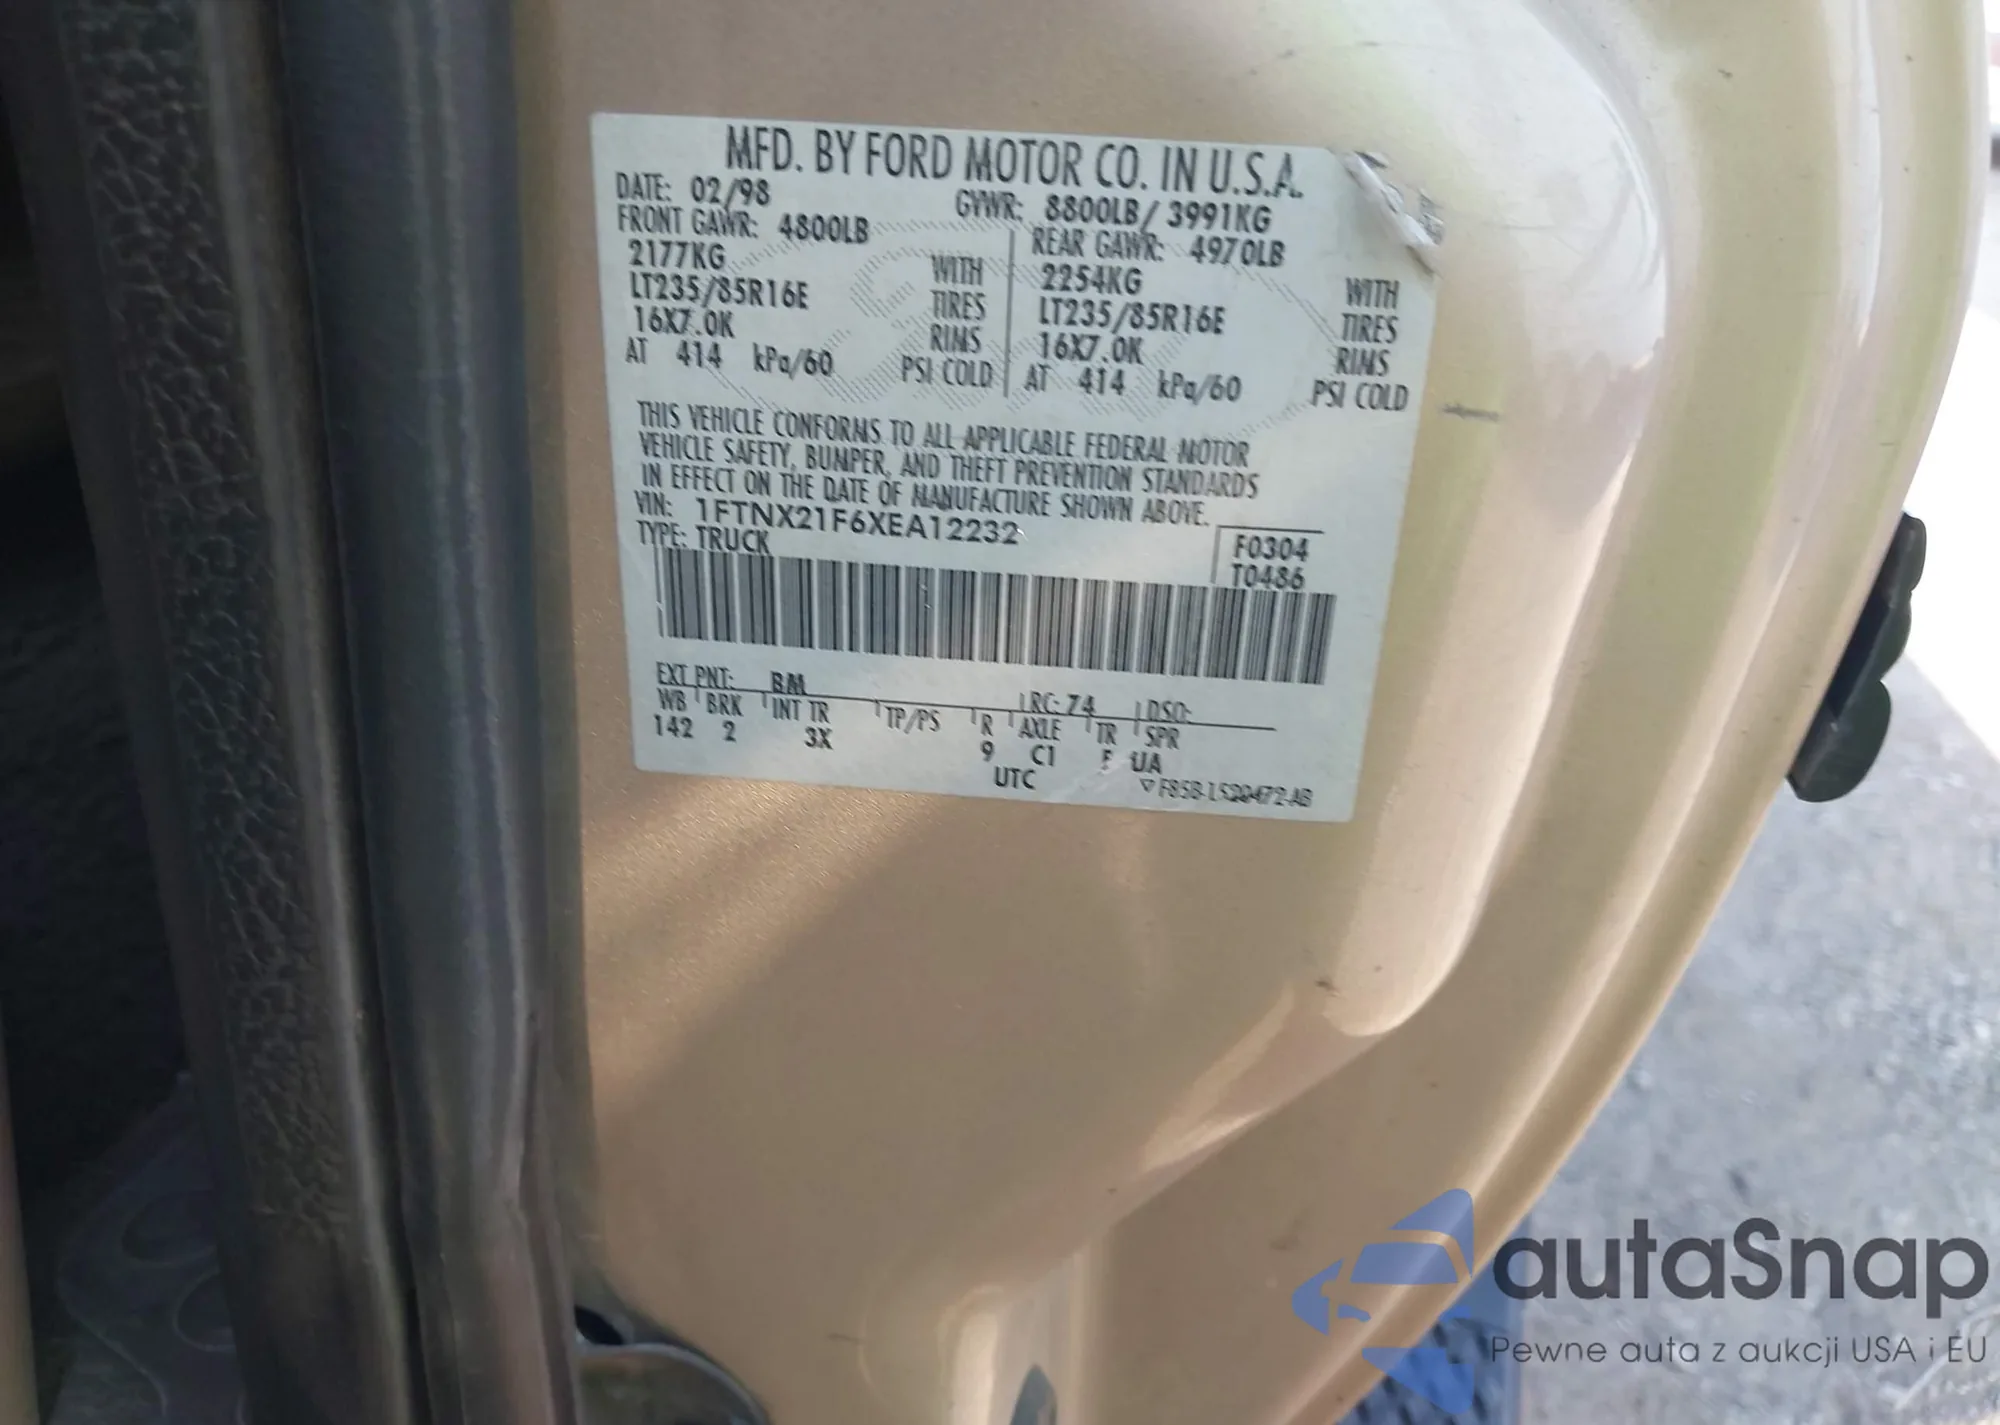 MFD. BY FORD MOTOR CO. IN U.S.A.
DATE: 02/98 GVWR: 8800LB/ 3991KG
FRONT GAWR: 4800LB REAR GAWR: 4970LB
2177KG WITH 2254KG WITH
LT235/85R16E TIRES LT235/85R16E TIRES
16X7.0K RIMS 16X7.0K RIMS
AT 414 kPa/60 PSI COLD AT 414 kPa/60 PSI COLD
THIS VEHICLE CONFORMS TO ALL APPLICABLE FEDERAL MOTOR
VEHICLE SAFETY, BUMPER, AND THEFT PREVENTION STANDARDS
IN EFFECT ON THE DATE OF MANUFACTURE SHOWN ABOVE.
VIN: 1FTNX21F6XEA12232
TYPE: TRUCK
F0304
T0486
EXT PNT: BM RC: 74 DSO:
WB BRK INT TR TP/PS R AXLE TR SPR
142 2 3X 9 C1 UA
UTC
autaSnap
Pewne auta z aukcji USA i EU